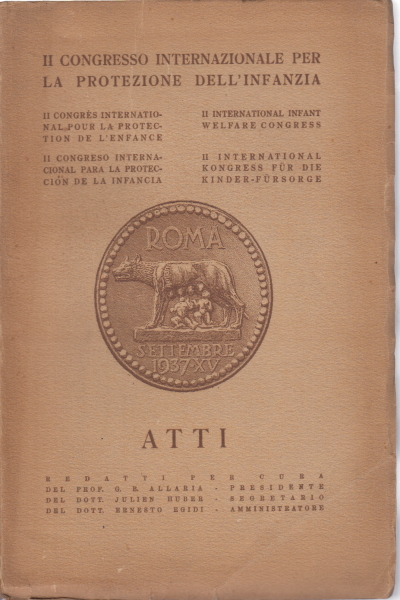 II CONGRESSO INTERNAZIONALE PER
LA PROTEZIONE DELL'INFANZIA
II CONGRÈS INTERNATIO-
NAL POUR LA PROTEC-
TION DE L'ENFANCE
II INTERNATIONAL INFANT
WELFARE CONGRESS
II CONGRESO INTERNA-
CIONAL PARA LA PROTEC-
CIÓN DE LA INFANCIA
II INTERNATIONAL
KONGRESS FÜR DIE
KINDER-FÜRSORGE
ROMA
SETTEMBRE
1937·XV
ATTI
REDATTI PER CURA
DEL PROF. G. B. ALLARIA - PRESIDENTE
DEL DOTT. JULIEN HUBER - SEGRETARIO
DEL DOTT. ERNESTO EGIDI - AMMINISTRATORE